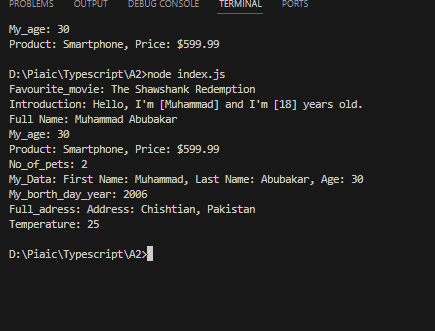 PROBLEMS OUTPUT DEBUG CONSOLE TERMINAL PORTS
My_age: 30
Product: Smartphone, Price: $599.99
D:\Piaic\Typescript\A2>node index.js
Favourite_movie: The Shawshank Redemption
Introduction: Hello, I'm [Muhammad] and I'm [18] years old.
Full Name: Muhammad Abubakar
My_age: 30
Product: Smartphone, Price: $599.99
No_of_pets: 2
My_Data: First Name: Muhammad, Last Name: Abubakar, Age: 30
My_borth_day_year: 2006
Full_adress: Address: Chishtian, Pakistan
Temperature: 25
D:\Piaic\Typescript\A2>